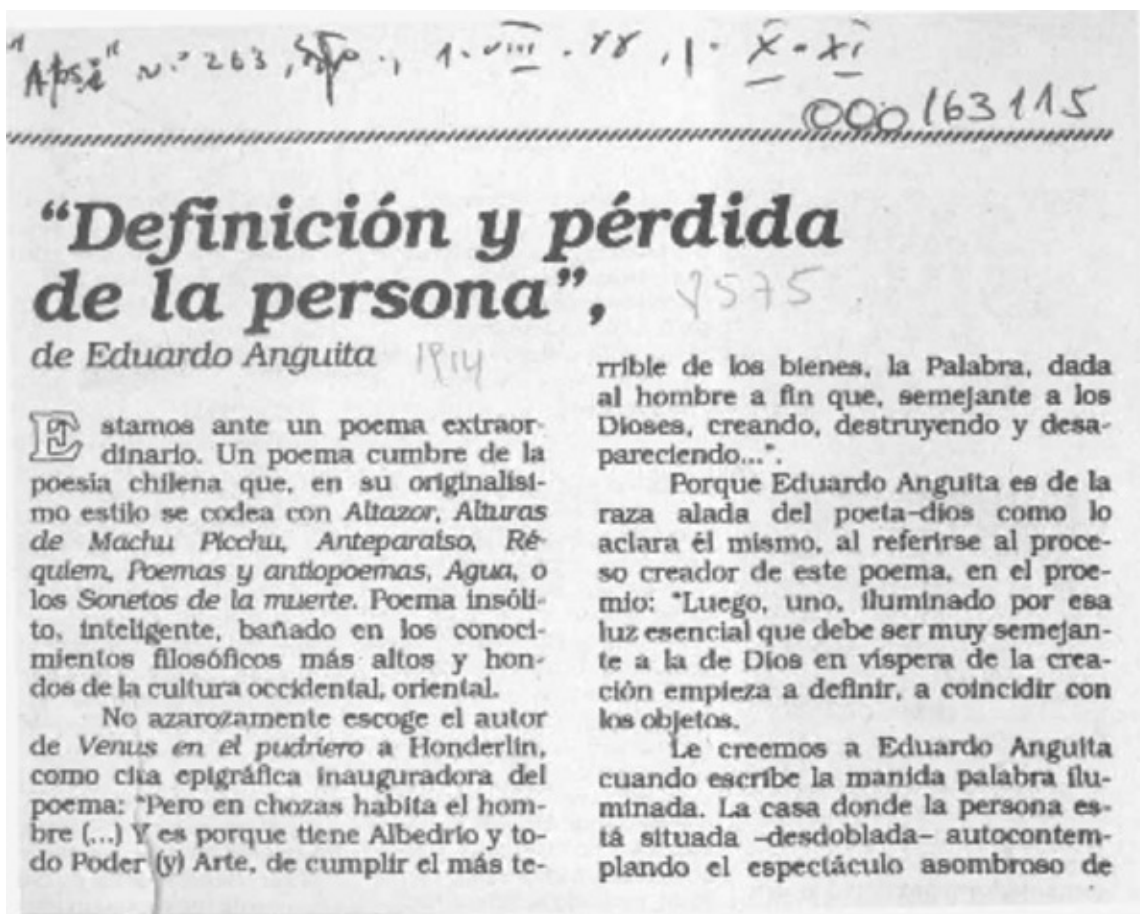 "Apsi" n.° 263, Stgo., 1. VIII. 88, p. X-XI
000163115
"Definición y pérdida
de la persona",
de Eduardo Anguita 1914
Estamos ante un poema extraor-
dinario. Un poema cumbre de la
poesía chilena que, en su originalísi-
mo estilo se codea con Altazor, Alturas
de Machu Picchu, Anteparaíso, Ré-
quiem, Poemas y antiopoemas, Agua, o
los Sonetos de la muerte. Poema insóli-
to, inteligente, bañado en los conoci-
mientos filosóficos más altos y hon-
dos de la cultura occidental, oriental.
No azarozamente escoge el autor
de Venus en el pudriero a Honderlin,
como cita epigráfica inauguradora del
poema: "Pero en chozas habita el hom-
bre (...) Y es porque tiene Albedrío y to-
do Poder (y) Arte, de cumplir el más te-
rrible de los bienes, la Palabra, dada
al hombre a fin que, semejante a los
Dioses, creando, destruyendo y desa-
pareciendo...".
Porque Eduardo Anguita es de la
raza alada del poeta-dios como lo
aclara él mismo, al referirse al proce-
so creador de este poema, en el proe-
mio: "Luego, uno, iluminado por esa
luz esencial que debe ser muy semejan-
te a la de Dios en víspera de la crea-
ción empieza a definir, a coincidir con
los objetos.
Le creemos a Eduardo Anguita
cuando escribe la manida palabra ilu-
minada. La casa donde la persona es-
tá situada -desdoblada- autocontem-
plando el espectáculo asombroso de